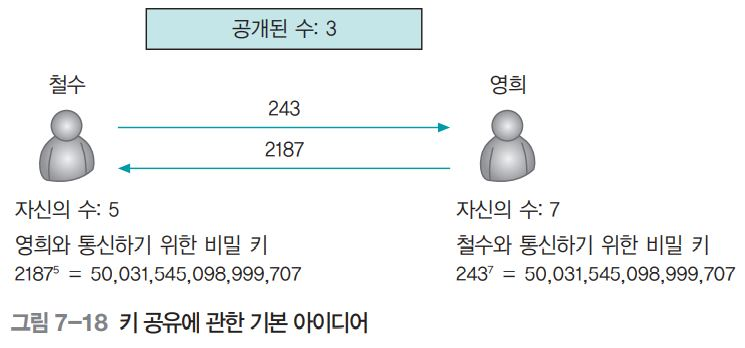 공개된 수: 3
철수
영희
243
2187
자신의 수: 5
영희와 통신하기 위한 비밀 키
2187⁵ = 50,031,545,098,999,707
자신의 수: 7
철수와 통신하기 위한 비밀 키
243⁷ = 50,031,545,098,999,707
그림 7-18 키 공유에 관한 기본 아이디어